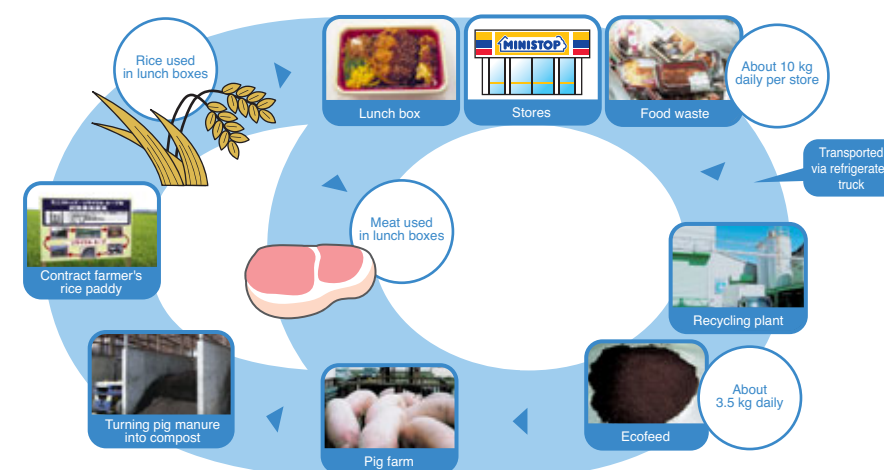 Rice used
in lunch boxes
MINISTOP
Lunch box
Stores
Food waste
About 10 kg
daily per store
Transported
via refrigerate
truck
Meat used
in lunch boxes
Contract farmer's
rice paddy
Recycling plant
About
3.5 kg daily
Ecofeed
Turning pig manure
into compost
Pig farm